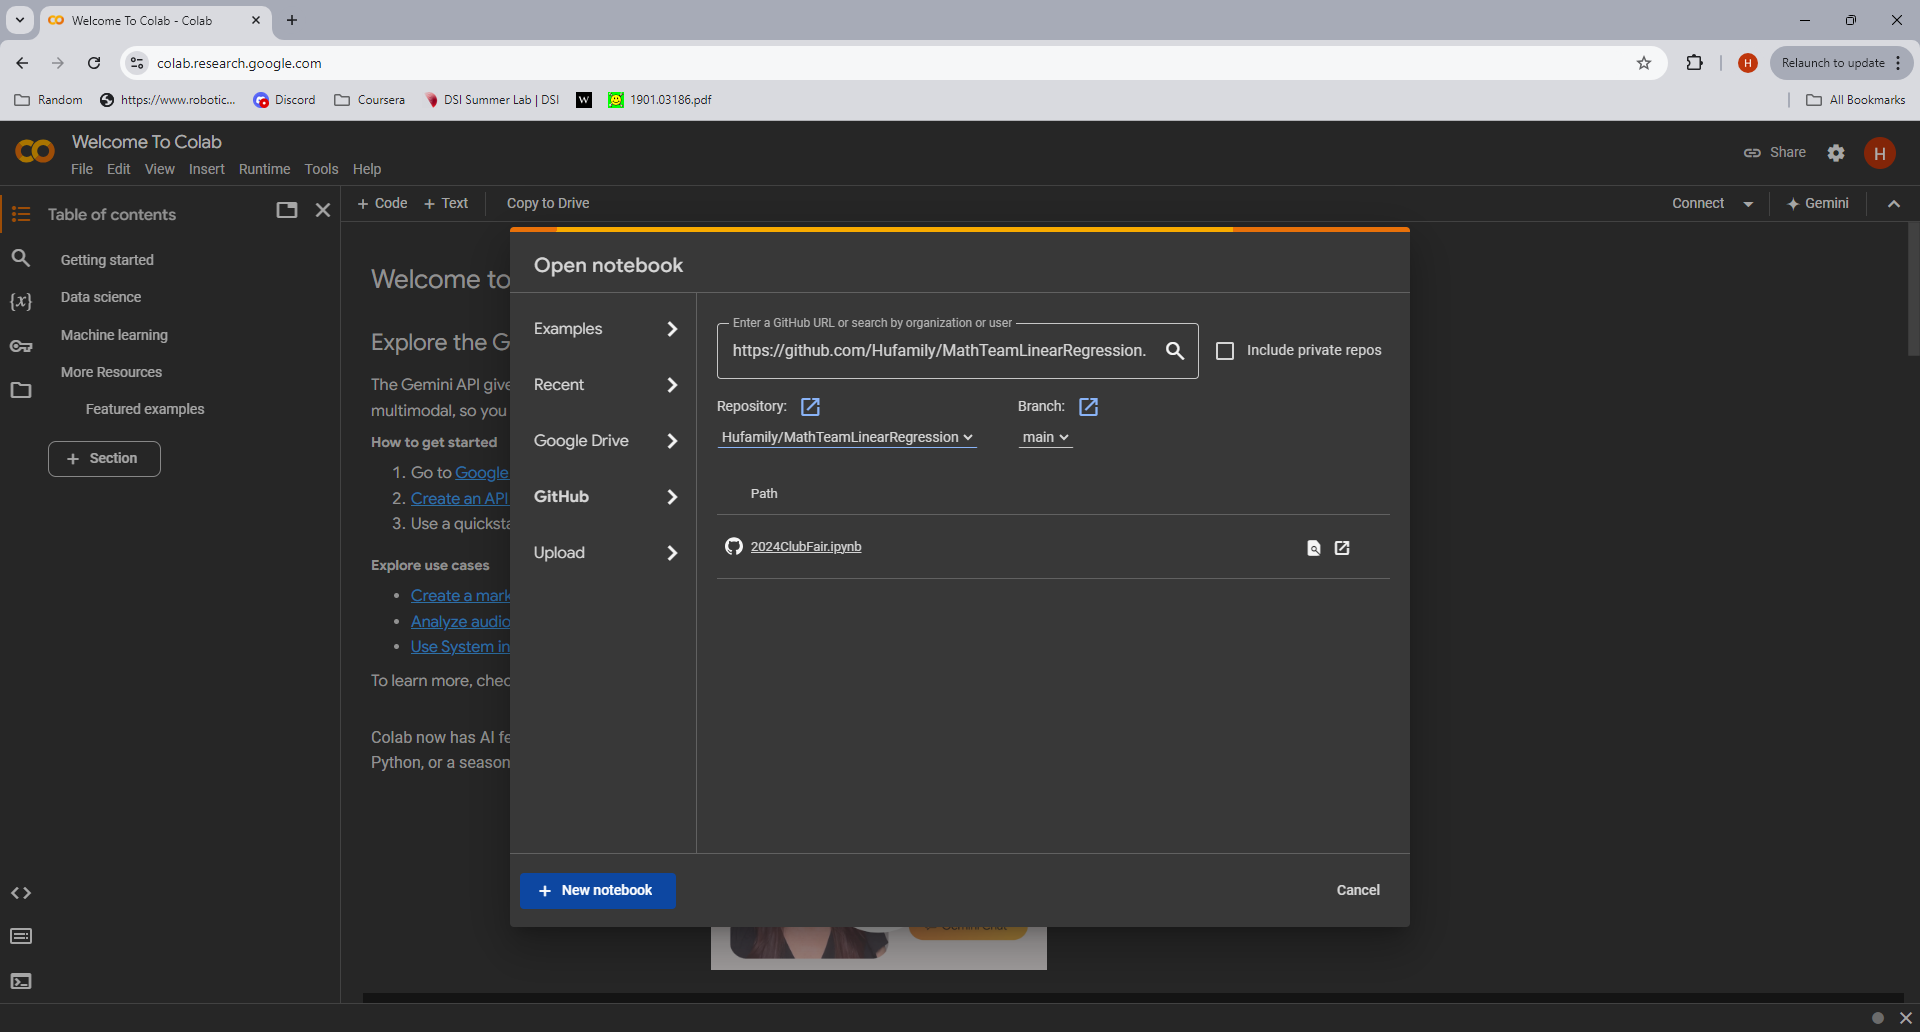 Welcome To Colab - Colab
colab.research.google.com
H
Relaunch to update
Random
https://www.robotic...
Discord
Coursera
DSI Summer Lab | DSI
W
1901.03186.pdf
All Bookmarks
Welcome To Colab
File Edit View Insert Runtime Tools Help
Share
H
Table of contents
+ Code + Text Copy to Drive
Connect
Gemini
Getting started
Data science
Machine learning
More Resources
Featured examples
+ Section
{x}
Welcome to
Explore the G
The Gemini API give
multimodal, so you
How to get started
1. Go to Google
2. Create an API
3. Use a quicksta
Explore use cases
• Create a mark
• Analyze audio
• Use System in
To learn more, chec
Colab now has AI fe
Python, or a season
Open notebook
Examples
Recent
Google Drive
GitHub
Upload
Enter a GitHub URL or search by organization or user
https://github.com/Hufamily/MathTeamLinearRegression.
Include private repos
Repository:
Branch:
Hufamily/MathTeamLinearRegression
main
Path
2024ClubFair.ipynb
+ New notebook
Cancel